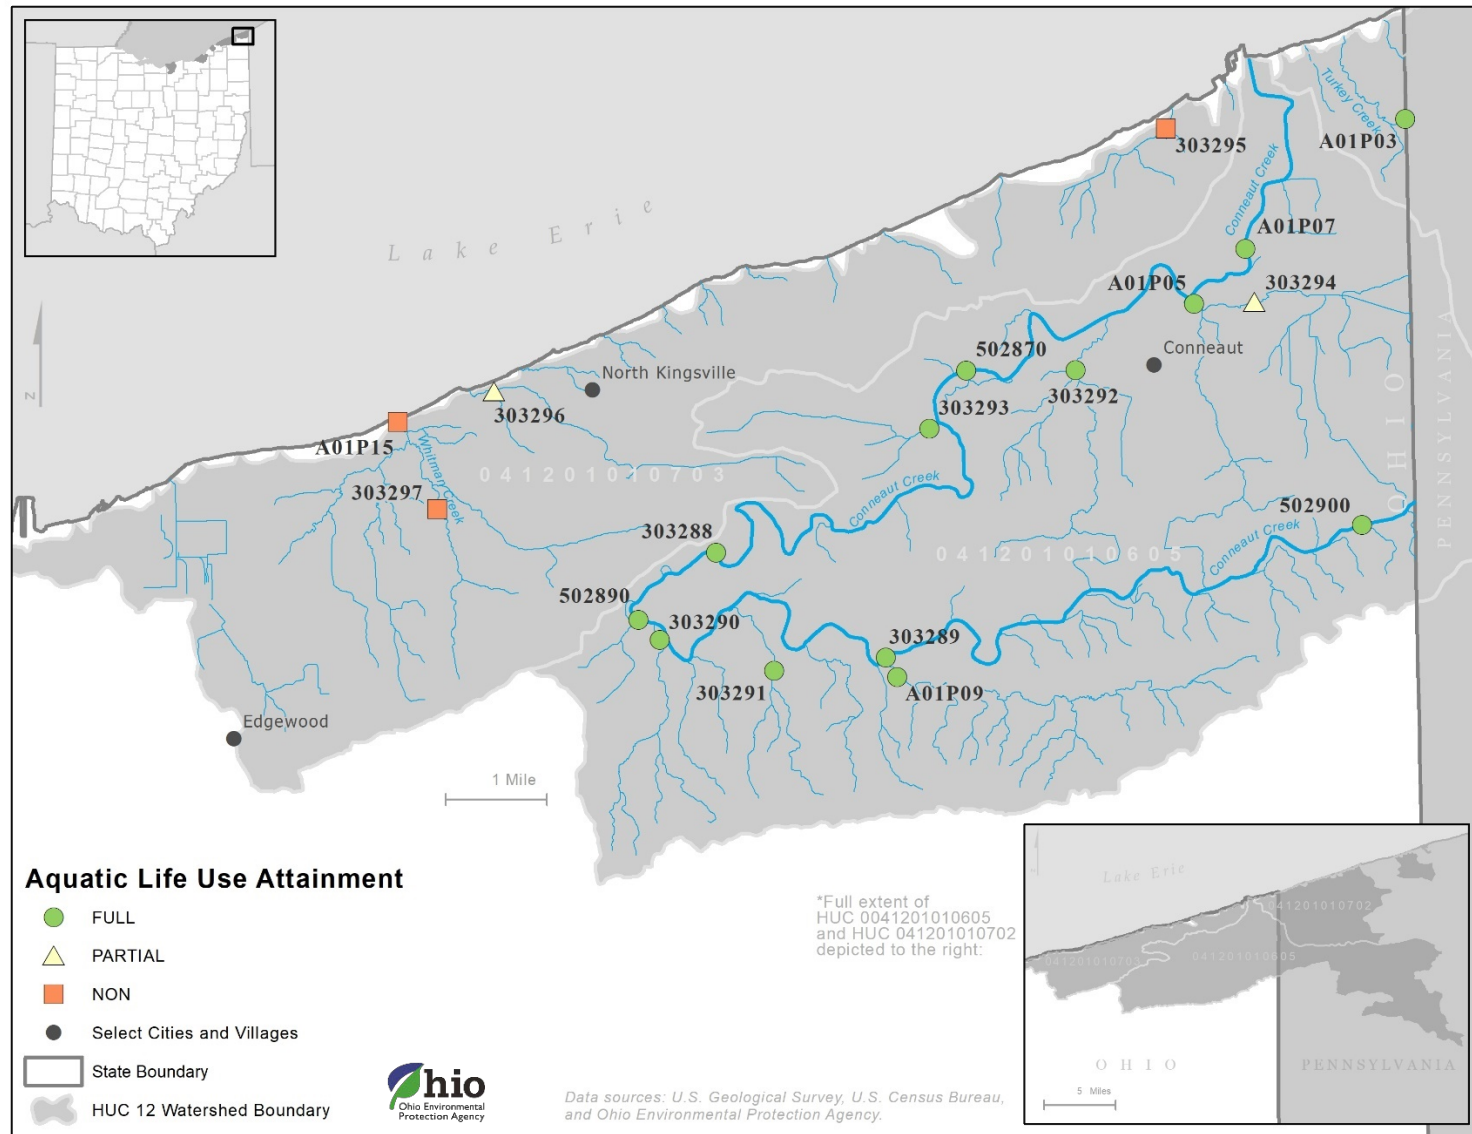 Lake Erie
303295
Turkey Creek
A01P03
Conneaut Creek
A01P07
A01P05
303294
Conneaut
502870
303292
303293
North Kingsville
303296
A01P15
Whitman Creek
041201010703
303297
Conneaut Creek
OHIO
PENNSYLVANIA
502900
Conneaut Creek
303288
041201010605
502890
303290
303289
303291
A01P09
Edgewood
1 Mile
N
Aquatic Life Use Attainment
FULL
PARTIAL
NON
Select Cities and Villages
State Boundary
HUC 12 Watershed Boundary
Ohio
Ohio Environmental
Protection Agency
Data sources: U.S. Geological Survey, U.S. Census Bureau,
and Ohio Environmental Protection Agency.
*Full extent of
HUC 0041201010605
and HUC 041201010702
depicted to the right:
Lake Erie
041201010702
041201010703
041201010605
OHIO
PENNSYLVANIA
5 Miles